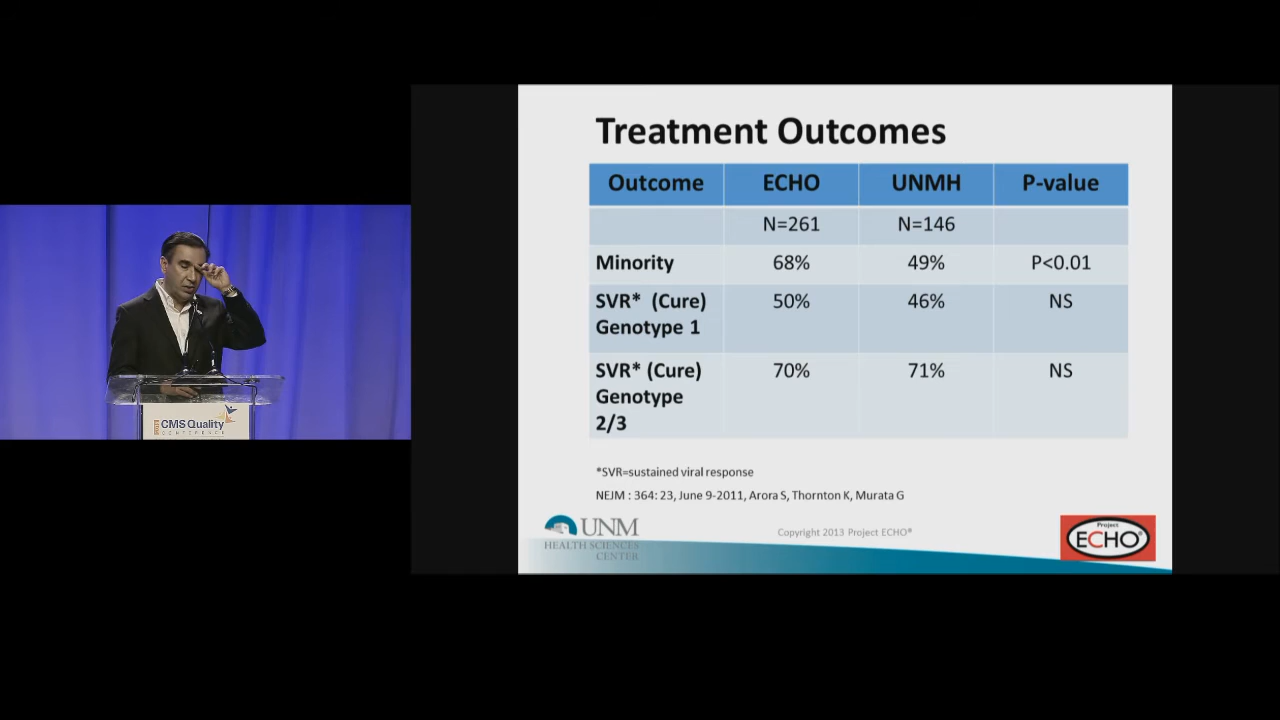 Treatment Outcomes
Outcome ECHO UNMH P-value
N=261 N=146
Minority 68% 49% P<0.01
SVR* (Cure) 50% 46% NS
Genotype 1
SVR* (Cure) 70% 71% NS
Genotype
2/3
*SVR=sustained viral response
NEJM : 364: 23, June 9-2011, Arora S, Thornton K, Murata G
UNM
HEALTH SCIENCES
CENTER
Copyright 2013 Project ECHO®
Project
ECHO®
CMS Quality
CONFERENCE